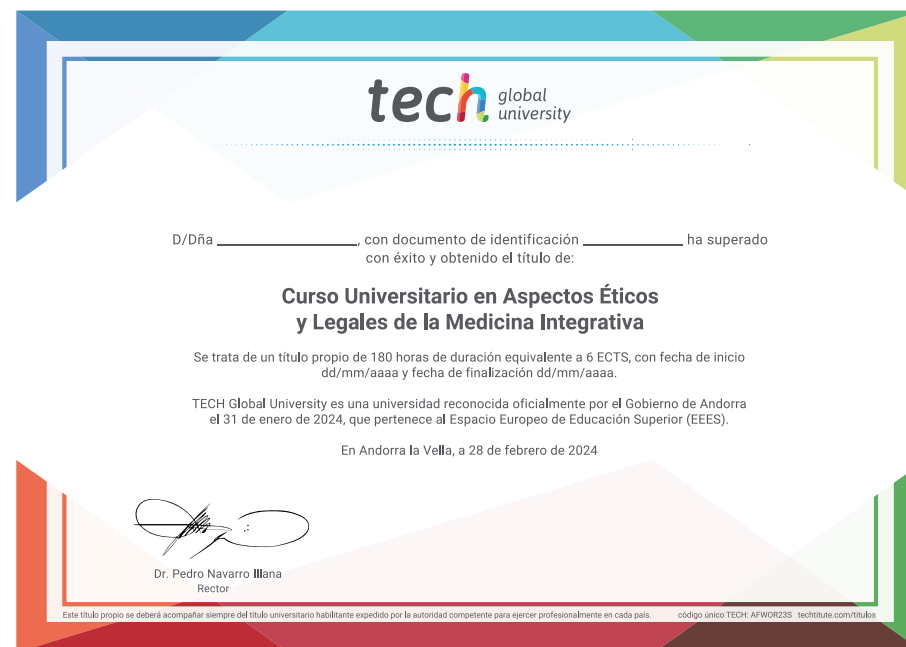 tech global university
D/Dña ____________________, con documento de identificación ______________ ha superado
con éxito y obtenido el título de:
Curso Universitario en Aspectos Éticos
y Legales de la Medicina Integrativa
Se trata de un título propio de 180 horas de duración equivalente a 6 ECTS, con fecha de inicio
dd/mm/aaaa y fecha de finalización dd/mm/aaaa.
TECH Global University es una universidad reconocida oficialmente por el Gobierno de Andorra
el 31 de enero de 2024, que pertenece al Espacio Europeo de Educación Superior (EEES).
En Andorra la Vella, a 28 de febrero de 2024
Dr. Pedro Navarro Illana
Rector
Este título propio se deberá acompañar siempre del título universitario habilitante expedido por la autoridad competente para ejercer profesionalmente en cada país. código único TECH: AFWOR23S techtitute.com/titulos